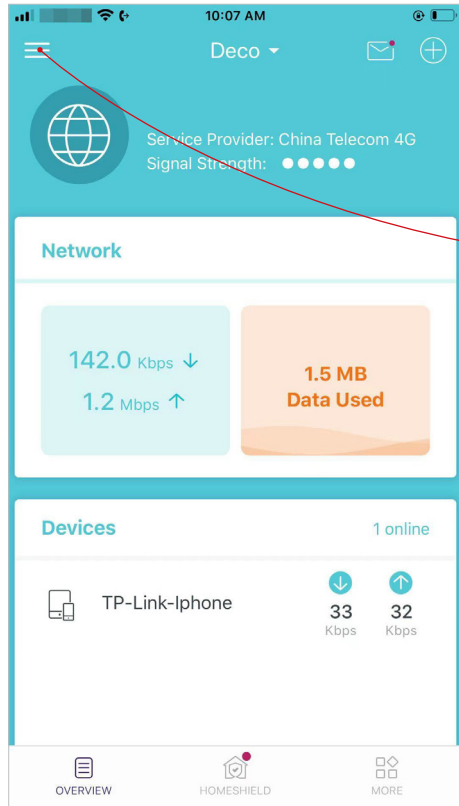 10:07 AM
Deco
Service Provider: China Telecom 4G
Signal Strength:
Network
142.0 Kbps ↓
1.2 Mbps ↑
1.5 MB
Data Used
Devices
1 online
TP-Link-Iphone
33
32
Kbps
Kbps
OVERVIEW
HOMESHIELD
MORE